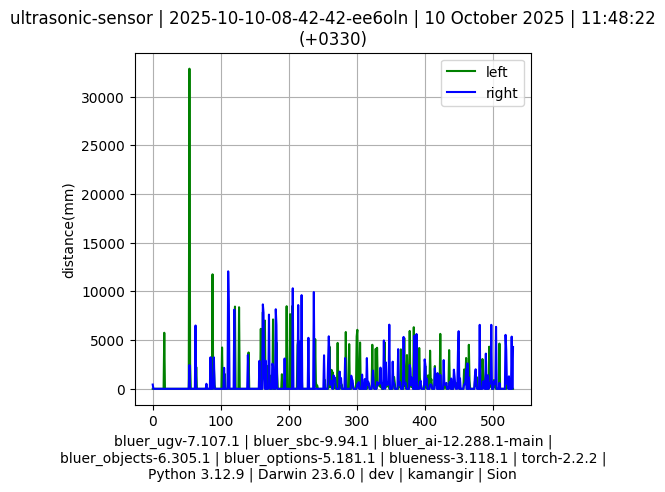 ultrasonic-sensor | 2025-10-10-08-42-42-ee6oln | 10 October 2025 | 11:48:22
(+0330)
left
right
distance(mm)
30000
25000
20000
15000
10000
5000
0
0 100 200 300 400 500
bluer_ugv-7.107.1 | bluer_sbc-9.94.1 | bluer_ai-12.288.1-main |
bluer_objects-6.305.1 | bluer_options-5.181.1 | blueness-3.118.1 | torch-2.2.2 |
Python 3.12.9 | Darwin 23.6.0 | dev | kamangir | Sion